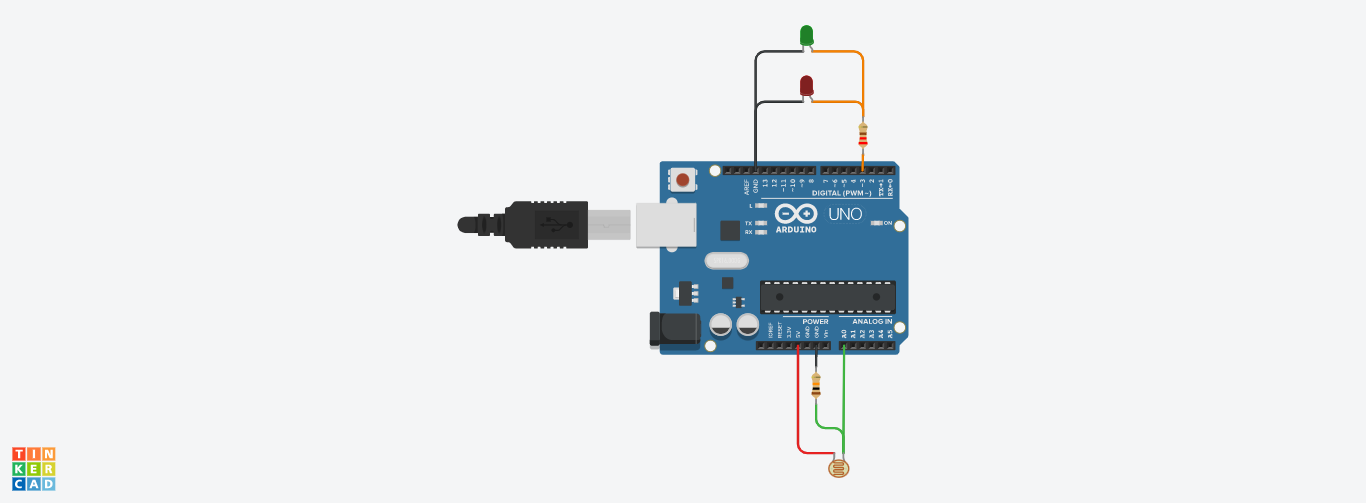 AREF
GND
13
12
~11
~10
~9
8
7
~6
~5
4
~3
2
TX→1
RX←0
DIGITAL (PWM ~)
L
TX
RX
ON
UNO
ARDUINO
POWER
ANALOG IN
IOREF
RESET
3.3V
5V
GND
GND
Vin
A0
A1
A2
A3
A4
A5
TIN
KER
CAD